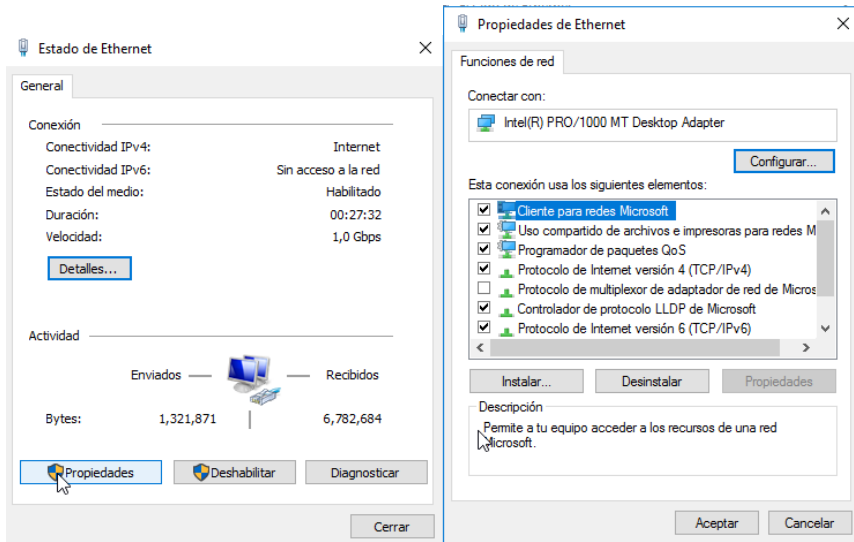 Estado de Ethernet
General
Conexión
Conectividad IPv4: Internet
Conectividad IPv6: Sin acceso a la red
Estado del medio: Habilitado
Duración: 00:27:32
Velocidad: 1,0 Gbps
Detalles...
Actividad
Enviados Recibidos
Bytes: 1,321,871 6,782,684
Propiedades Deshabilitar Diagnosticar
Cerrar
Propiedades de Ethernet
Funciones de red
Conectar con:
Intel(R) PRO/1000 MT Desktop Adapter
Configurar...
Esta conexión usa los siguientes elementos:
Cliente para redes Microsoft
Uso compartido de archivos e impresoras para redes M
Programador de paquetes QoS
Protocolo de Internet versión 4 (TCP/IPv4)
Protocolo de multiplexor de adaptador de red de Micros
Controlador de protocolo LLDP de Microsoft
Protocolo de Internet versión 6 (TCP/IPv6)
Instalar... Desinstalar Propiedades
Descripción
Permite a tu equipo acceder a los recursos de una red
Microsoft.
Aceptar Cancelar